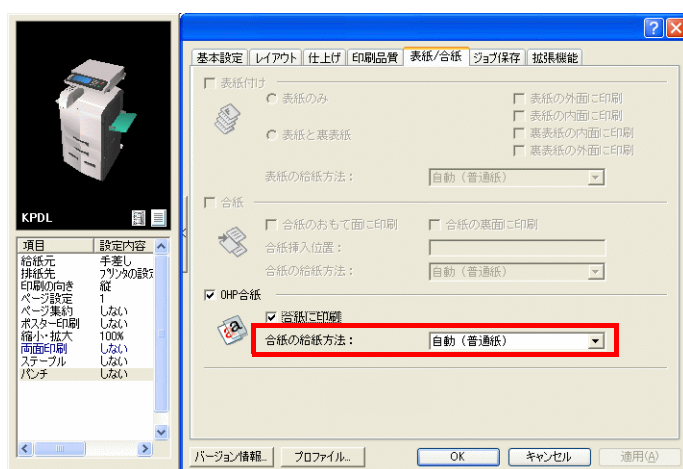 基本設定 レイアウト 仕上げ 印刷品質 表紙/合紙 ジョブ保存 拡張機能
表紙付け
表紙のみ
表紙の外面に印刷
表紙の内面に印刷
表紙と裏表紙
裏表紙の内面に印刷
裏表紙の外面に印刷
表紙の給紙方法：
自動（普通紙）
合紙
合紙のおもて面に印刷
合紙の裏面に印刷
合紙挿入位置：
合紙の給紙方法：
自動（普通紙）
OHP合紙
合紙に印刷
合紙の給紙方法：
自動（普通紙）
KPDL
項目 設定内容
給紙元 手差し
排紙先 プリンタの設定
印刷の向き 縦
ページ設定 1
ページ集約 しない
ポスター印刷 しない
縮小・拡大 100%
両面印刷 しない
ステープル しない
パンチ しない
バージョン情報... プロファイル... OK キャンセル 適用(A)